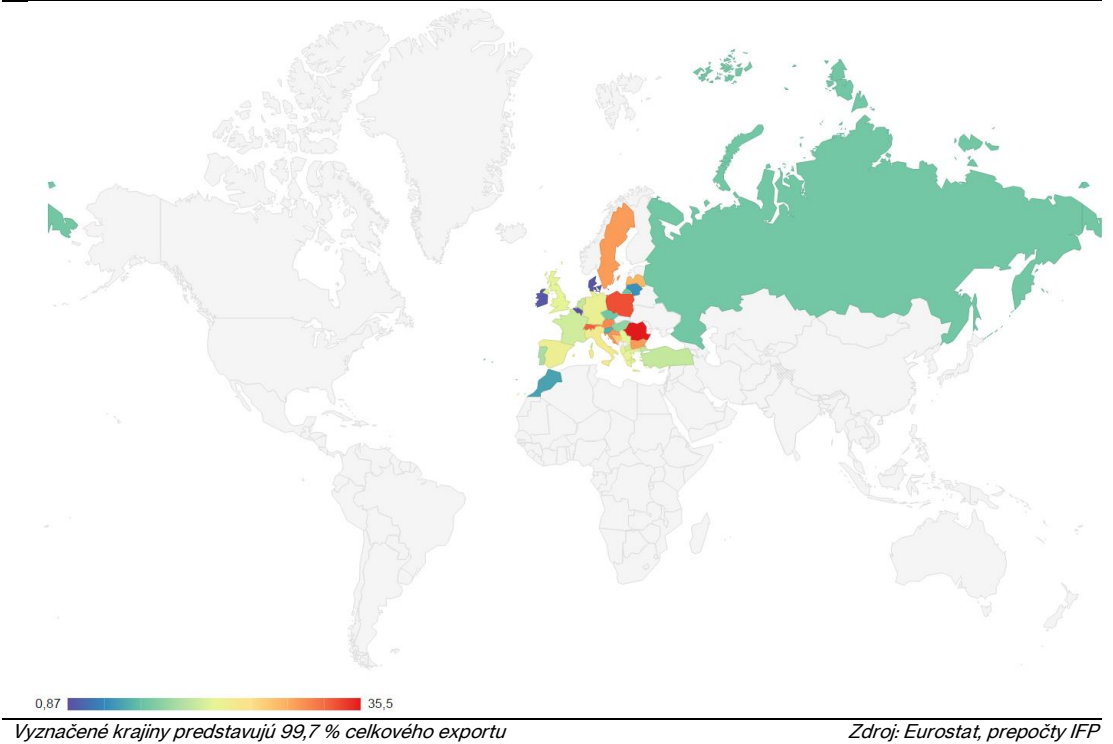 0,87 35,5
Vyznačené krajiny predstavujú 99,7 % celkového exportu Zdroj: Eurostat, prepočty IFP